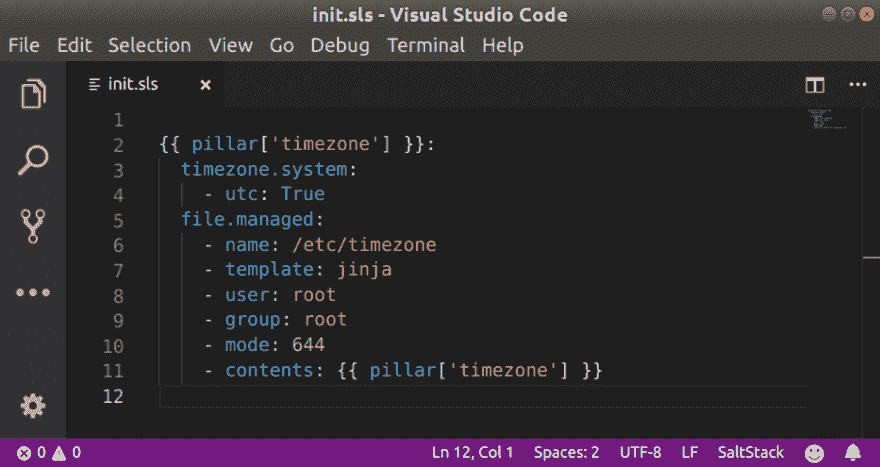 init.sls - Visual Studio Code
File Edit Selection View Go Debug Terminal Help
init.sls ×
1
2 {{ pillar['timezone'] }}:
3 timezone.system:
4 - utc: True
5 file.managed:
6 - name: /etc/timezone
7 - template: jinja
8 - user: root
9 - group: root
10 - mode: 644
11 - contents: {{ pillar['timezone'] }}
12
0 0 Ln 12, Col 1 Spaces: 2 UTF-8 LF SaltStack